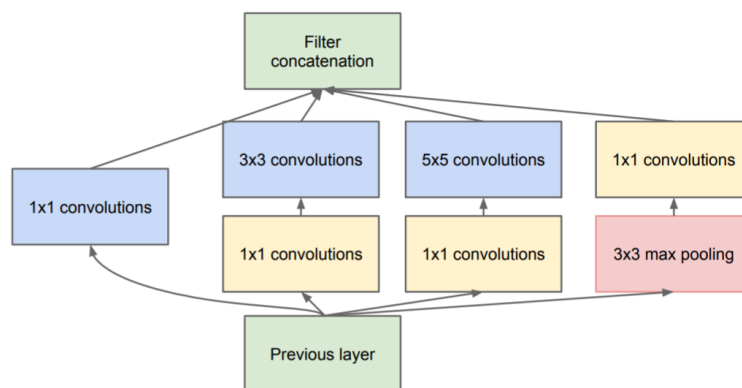 Filter
concatenation
3x3 convolutions
5x5 convolutions
1x1 convolutions
1x1 convolutions
1x1 convolutions
1x1 convolutions
3x3 max pooling
Previous layer